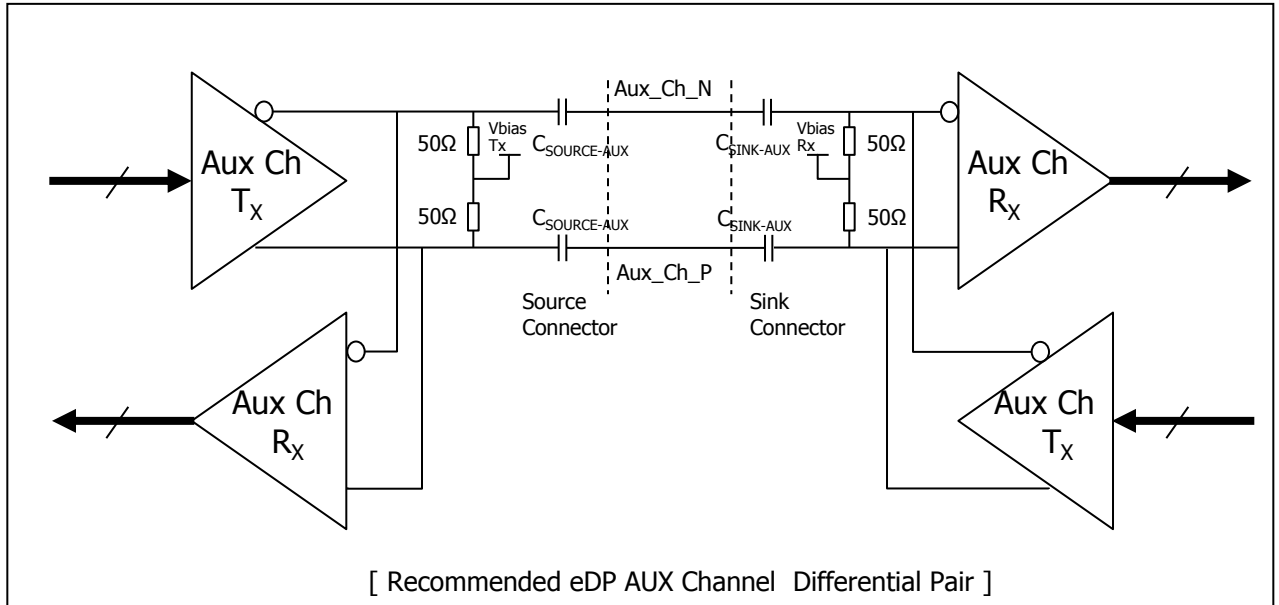 Aux Ch
TX
50Ω
50Ω
Vbias
Tx
CSOURCE-AUX
CSOURCE-AUX
Aux_Ch_N
Aux_Ch_P
Source
Connector
CSINK-AUX
CSINK-AUX
Vbias
Rx
50Ω
50Ω
Sink
Connector
Aux Ch
RX
Aux Ch
RX
Aux Ch
TX
[ Recommended eDP AUX Channel Differential Pair ]